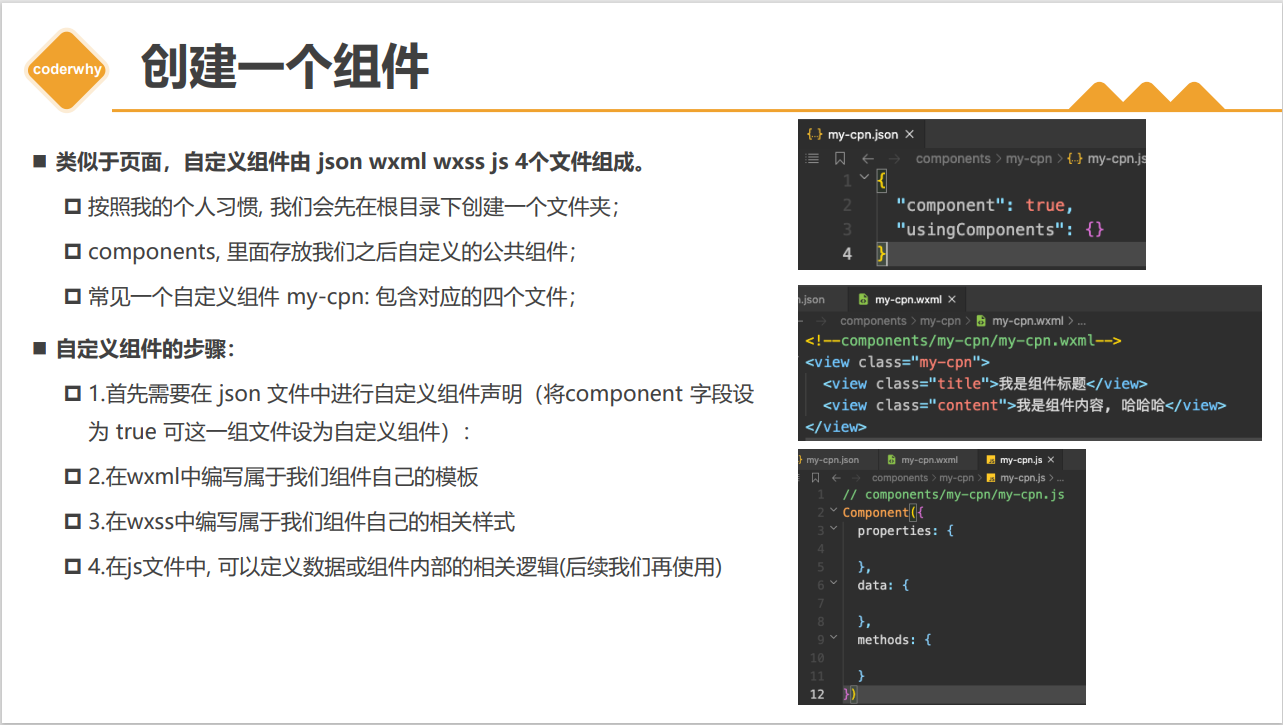 coderwhy
创建一个组件
类似于页面，自定义组件由 json wxml wxss js 4个文件组成。
按照我的个人习惯, 我们会先在根目录下创建一个文件夹;
components, 里面存放我们之后自定义的公共组件;
常见一个自定义组件 my-cpn: 包含对应的四个文件;
自定义组件的步骤:
1.首先需要在 json 文件中进行自定义组件声明（将component 字段设
为 true 可这一组文件设为自定义组件）:
2.在wxml中编写属于我们组件自己的模板
3.在wxss中编写属于我们组件自己的相关样式
4.在js文件中, 可以定义数据或组件内部的相关逻辑(后续我们再使用)
{..} my-cpn.json ×
components > my-cpn > {..} my-cpn.js
1 {
2 "component": true,
3 "usingComponents": {}
4 }
n.json my-cpn.wxml ×
components > my-cpn > my-cpn.wxml > ...
<!--components/my-cpn/my-cpn.wxml-->
<view class="my-cpn">
<view class="title">我是组件标题</view>
<view class="content">我是组件内容, 哈哈哈</view>
</view>
} my-cpn.json my-cpn.wxml my-cpn.js ×
components > my-cpn > my-cpn.js > ...
1 // components/my-cpn/my-cpn.js
2 Component({
3 properties: {
4
5 },
6 data: {
7
8 },
9 methods: {
10
11 }
12 })